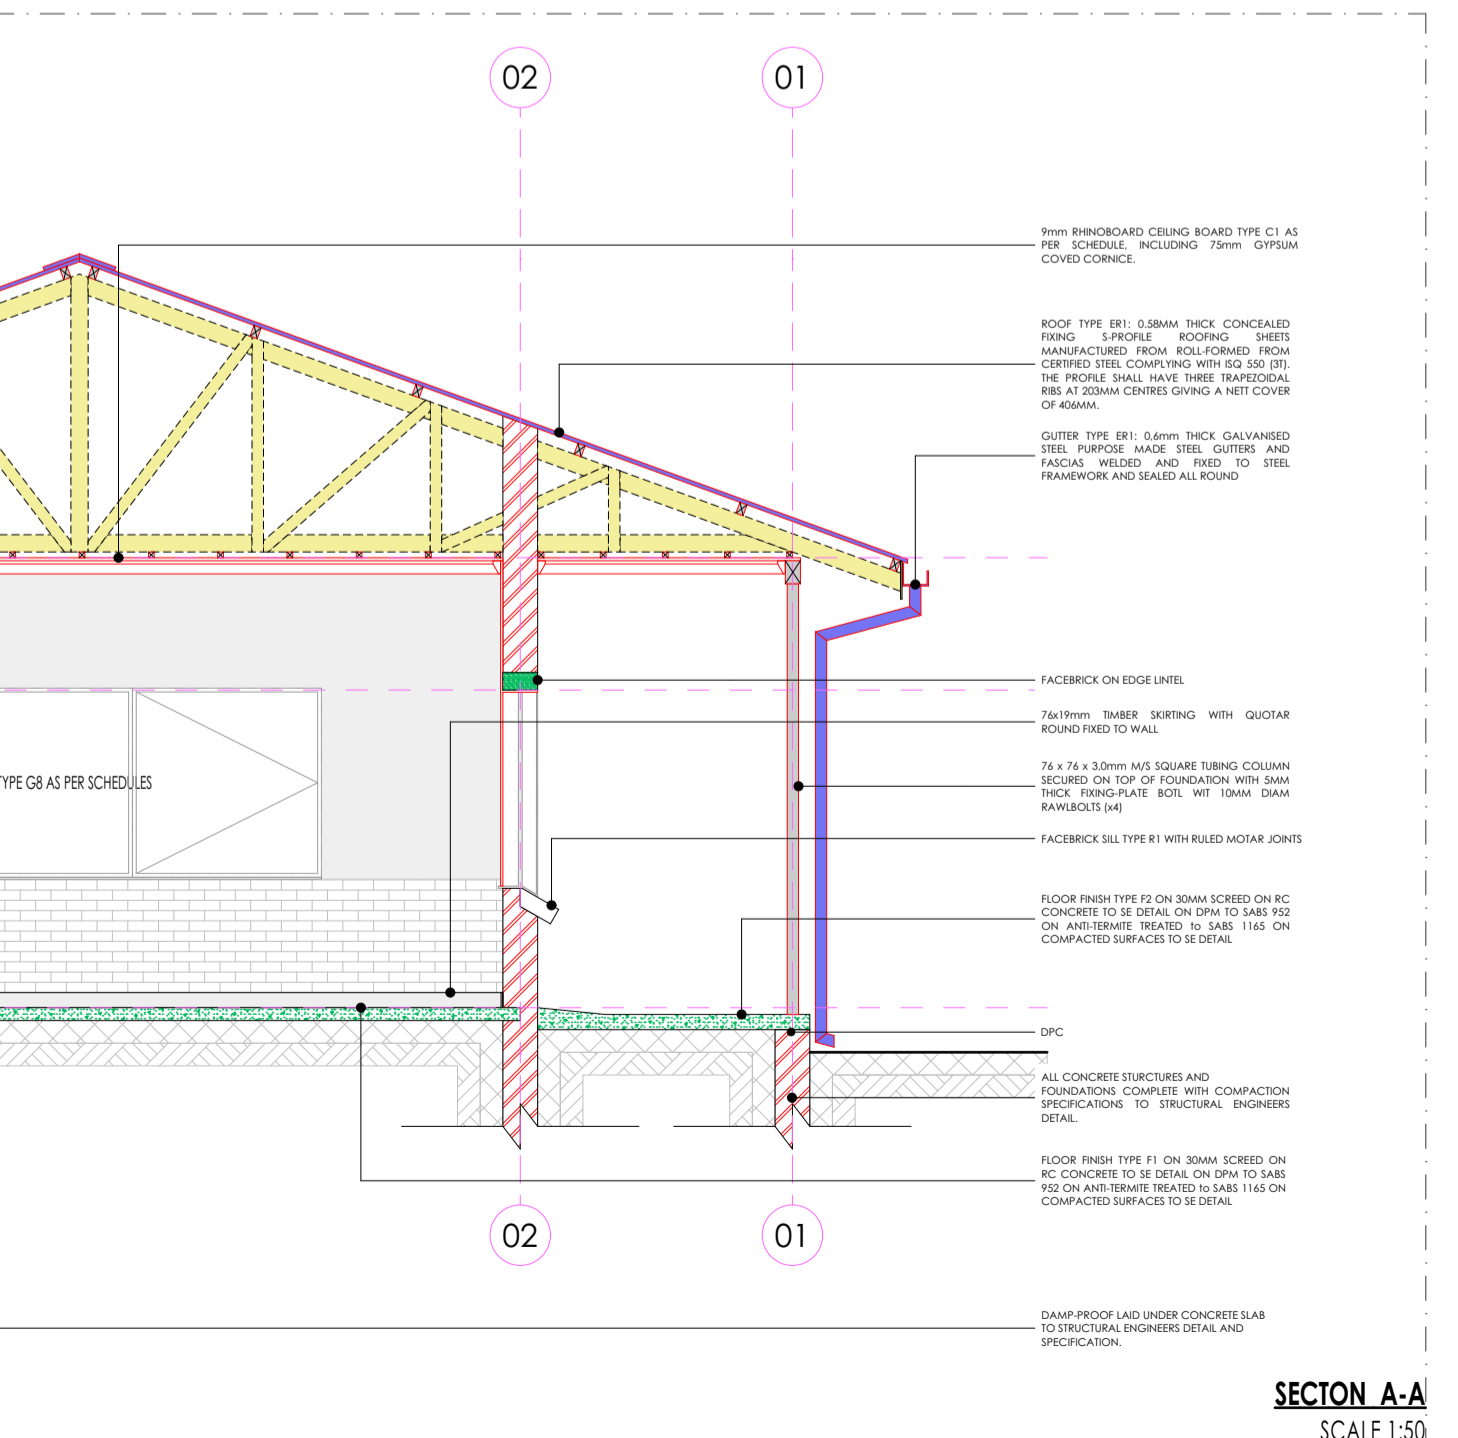 02
01
9mm RHINOBOARD CEILING BOARD TYPE C1 AS
PER SCHEDULE, INCLUDING 75mm GYPSUM
COVED CORNICE.
ROOF TYPE ER1: 0.58MM THICK CONCEALED
FIXING S-PROFILE ROOFING SHEETS
MANUFACTURED FROM ROLL-FORMED FROM
CERTIFIED STEEL COMPLYING WITH ISQ 550 (3T).
THE PROFILE SHALL HAVE THREE TRAPEZOIDAL
RIBS AT 203MM CENTRES GIVING A NETT COVER
OF 406MM.
GUTTER TYPE ER1: 0,6mm THICK GALVANISED
STEEL PURPOSE MADE STEEL GUTTERS AND
FASCIAS WELDED AND FIXED TO STEEL
FRAMEWORK AND SEALED ALL ROUND
FACEBRICK ON EDGE LINTEL
76x19mm TIMBER SKIRTING WITH QUOTAR
ROUND FIXED TO WALL
76 x 76 x 3,0mm M/S SQUARE TUBING COLUMN
SECURED ON TOP OF FOUNDATION WITH 5MM
THICK FIXING-PLATE BOTL WIT 10MM DIAM
RAWLBOLTS (x4)
TYPE G8 AS PER SCHEDULES
FACEBRICK SILL TYPE R1 WITH RULED MOTAR JOINTS
FLOOR FINISH TYPE F2 ON 30MM SCREED ON RC
CONCRETE TO SE DETAIL ON DPM TO SABS 952
ON ANTI-TERMITE TREATED to SABS 1165 ON
COMPACTED SURFACES TO SE DETAIL
DPC
ALL CONCRETE STURCTURES AND
FOUNDATIONS COMPLETE WITH COMPACTION
SPECIFICATIONS TO STRUCTURAL ENGINEERS
DETAIL.
FLOOR FINISH TYPE F1 ON 30MM SCREED ON
RC CONCRETE TO SE DETAIL ON DPM TO SABS
952 ON ANTI-TERMITE TREATED to SABS 1165 ON
COMPACTED SURFACES TO SE DETAIL
02
01
DAMP-PROOF LAID UNDER CONCRETE SLAB
TO STRUCTURAL ENGINEERS DETAIL AND
SPECIFICATION.
SECTON A-A
SCALE 1:50